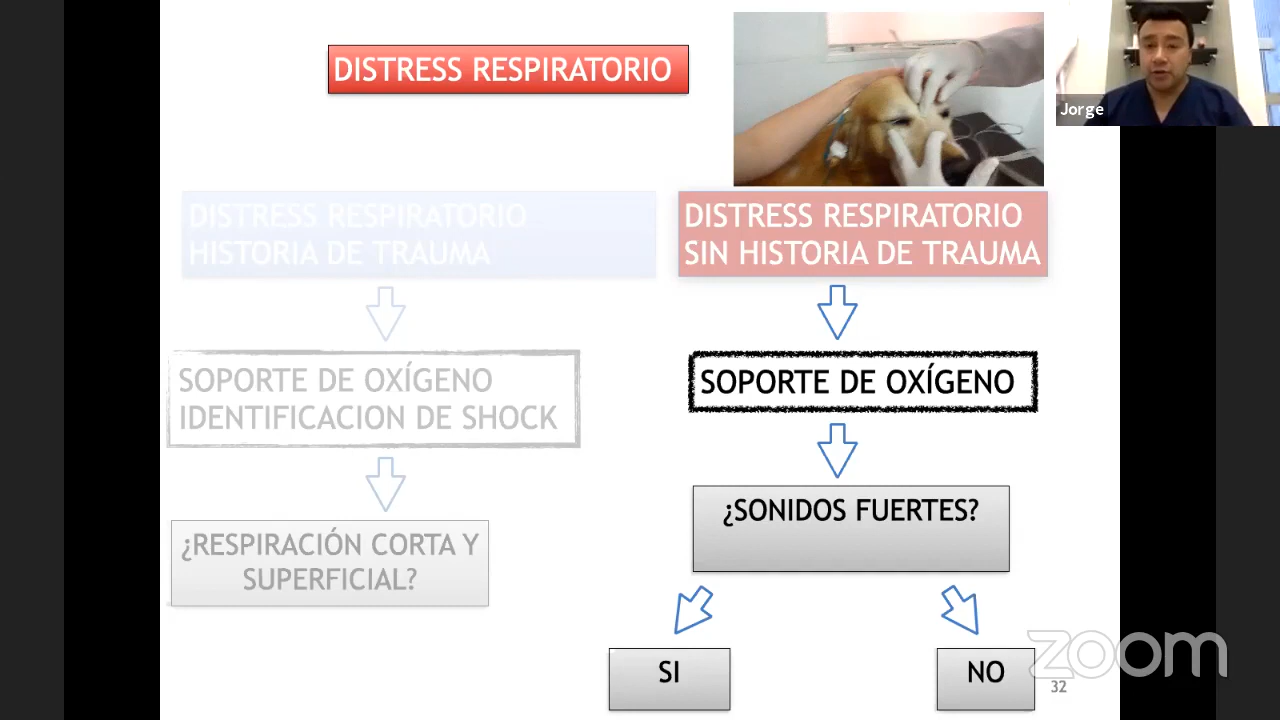 DISTRESS RESPIRATORIO
Jorge
DISTRESS RESPIRATORIO
HISTORIA DE TRAUMA
DISTRESS RESPIRATORIO
SIN HISTORIA DE TRAUMA
SOPORTE DE OXÍGENO
IDENTIFICACION DE SHOCK
SOPORTE DE OXÍGENO
¿RESPIRACIÓN CORTA Y
SUPERFICIAL?
¿SONIDOS FUERTES?
SI
NO
32
zoom